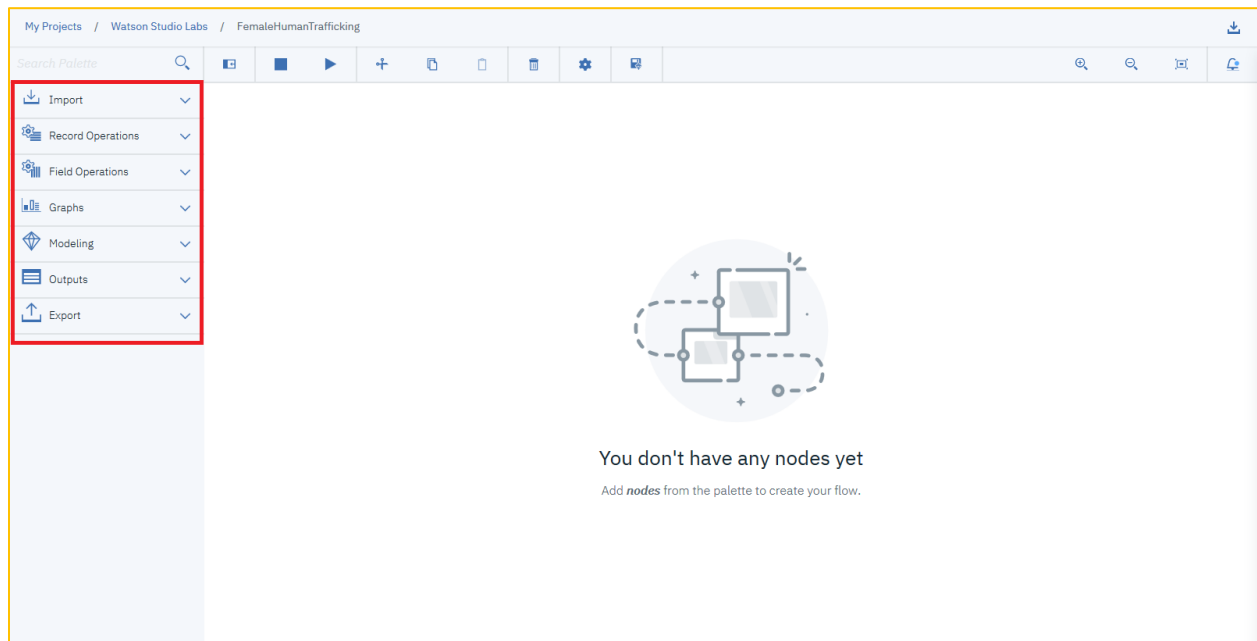 My Projects / Watson Studio Labs / FemaleHumanTrafficking
Search Palette
Import
Record Operations
Field Operations
Graphs
Modeling
Outputs
Export
You don't have any nodes yet
Add nodes from the palette to create your flow.